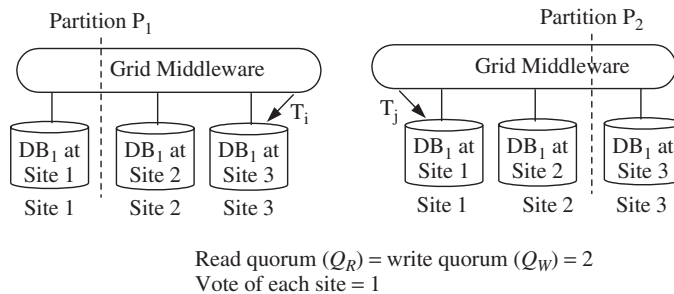 Partition P₁
Grid Middleware
Tᵢ
DB₁ at Site 1
DB₁ at Site 2
DB₁ at Site 3
Site 1 Site 2 Site 3
Partition P₂
Grid Middleware
Tⱼ
DB₁ at Site 1
DB₁ at Site 2
DB₁ at Site 3
Site 1 Site 2 Site 3
Read quorum (Q_R) = write quorum (Q_W) = 2
Vote of each site = 1